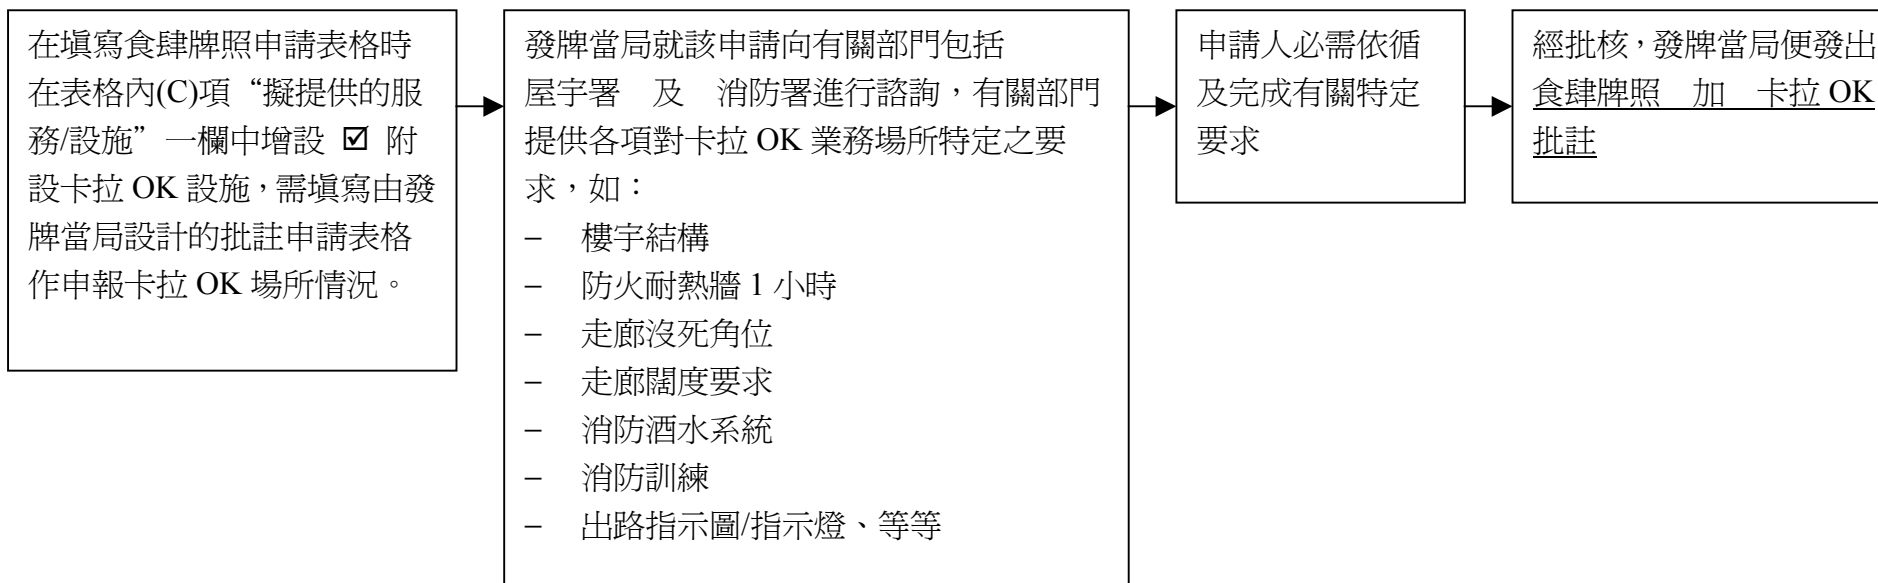 在填寫食肆牌照申請表格時
在表格內(C)項“擬提供的服
務/設施”一欄中增設 ☑ 附
設卡拉 OK 設施，需填寫由發
牌當局設計的批註申請表格
作申報卡拉 OK 場所情況。
發牌當局就該申請向有關部門包括
屋宇署 及 消防署進行諮詢，有關部門
提供各項對卡拉 OK 業務場所特定之要
求，如：
– 樓宇結構
– 防火耐熱牆 1 小時
– 走廊沒死角位
– 走廊闊度要求
– 消防洒水系統
– 消防訓練
– 出路指示圖/指示燈、等等
申請人必需依循
及完成有關特定
要求
經批核，發牌當局便發出
食肆牌照 加 卡拉 OK
批註